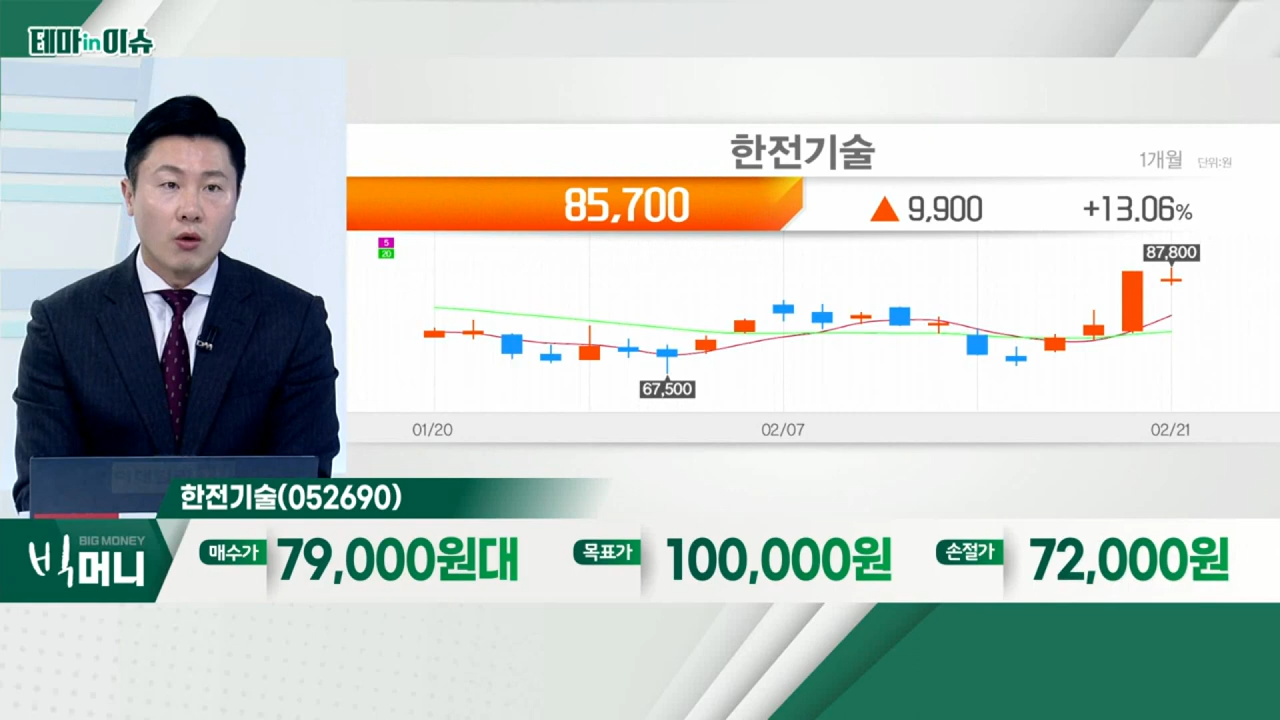 테마in이슈
한전기술
1개월 단위:원
85,700 ▲ 9,900 +13.06%
5
20
87,800
67,500
01/20 02/07 02/21
한전기술(052690)
BIG MONEY
빅머니
매수가 79,000원대 목표가 100,000원 손절가 72,000원